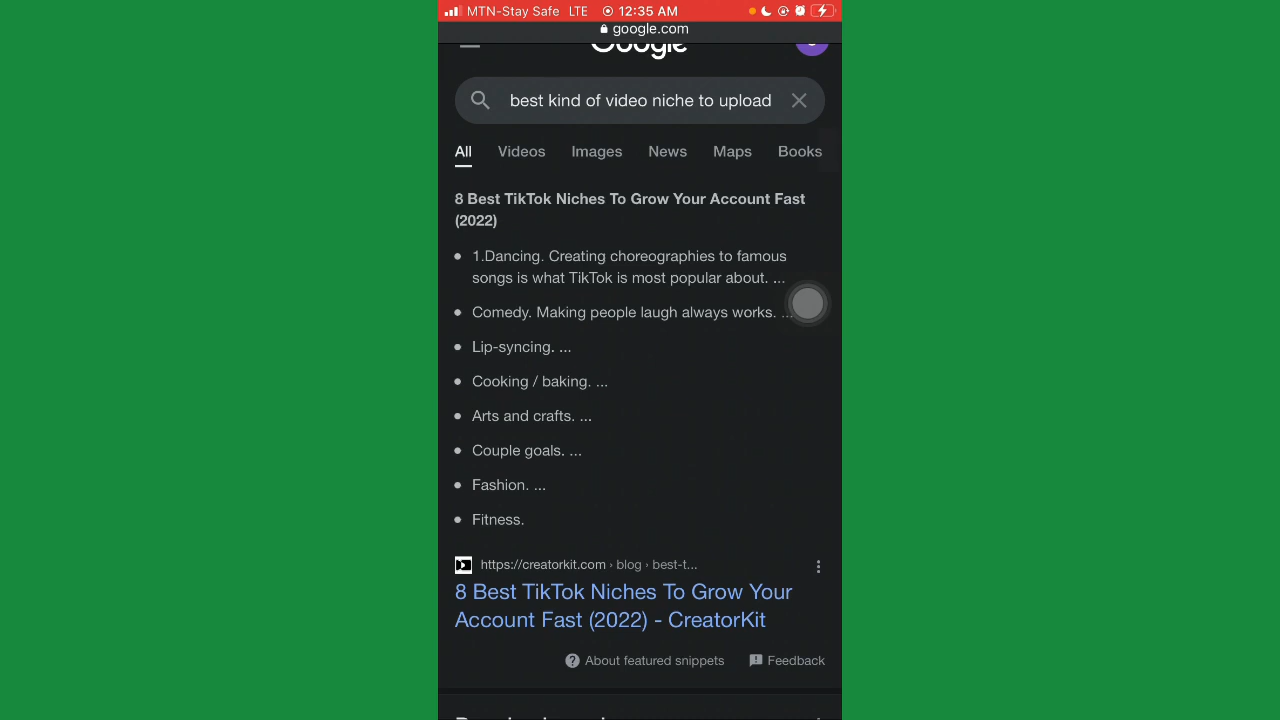 MTN-Stay Safe LTE 12:35 AM
google.com
Google
best kind of video niche to upload
All Videos Images News Maps Books
8 Best TikTok Niches To Grow Your Account Fast
(2022)
1.Dancing. Creating choreographies to famous
songs is what TikTok is most popular about. ...
Comedy. Making people laugh always works. ...
Lip-syncing. ...
Cooking / baking. ...
Arts and crafts. ...
Couple goals. ...
Fashion. ...
Fitness.
https://creatorkit.com › blog › best-t...
8 Best TikTok Niches To Grow Your
Account Fast (2022) - CreatorKit
About featured snippets Feedback